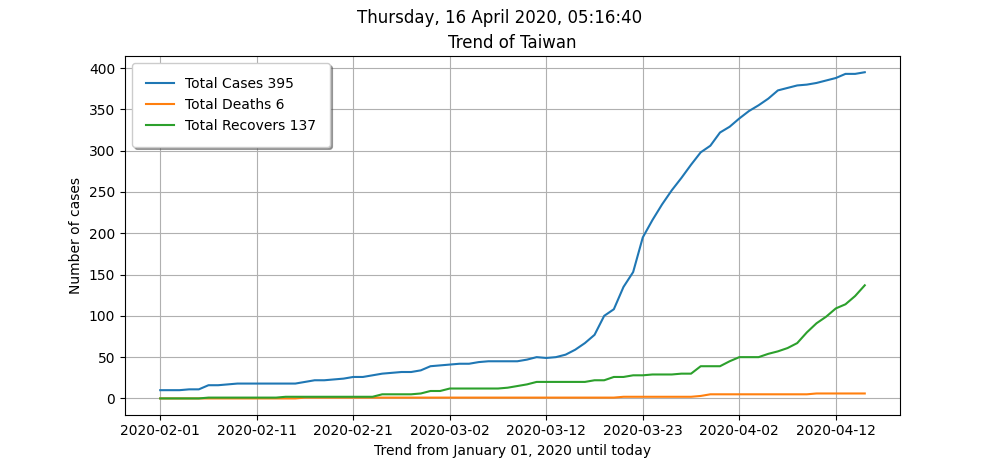 Thursday, 16 April 2020, 05:16:40
Trend of Taiwan
Total Cases 395
Total Deaths 6
Total Recovers 137
Number of cases
400
350
300
250
200
150
100
50
0
2020-02-01 2020-02-11 2020-02-21 2020-03-02 2020-03-12 2020-03-23 2020-04-02 2020-04-12
Trend from January 01, 2020 until today